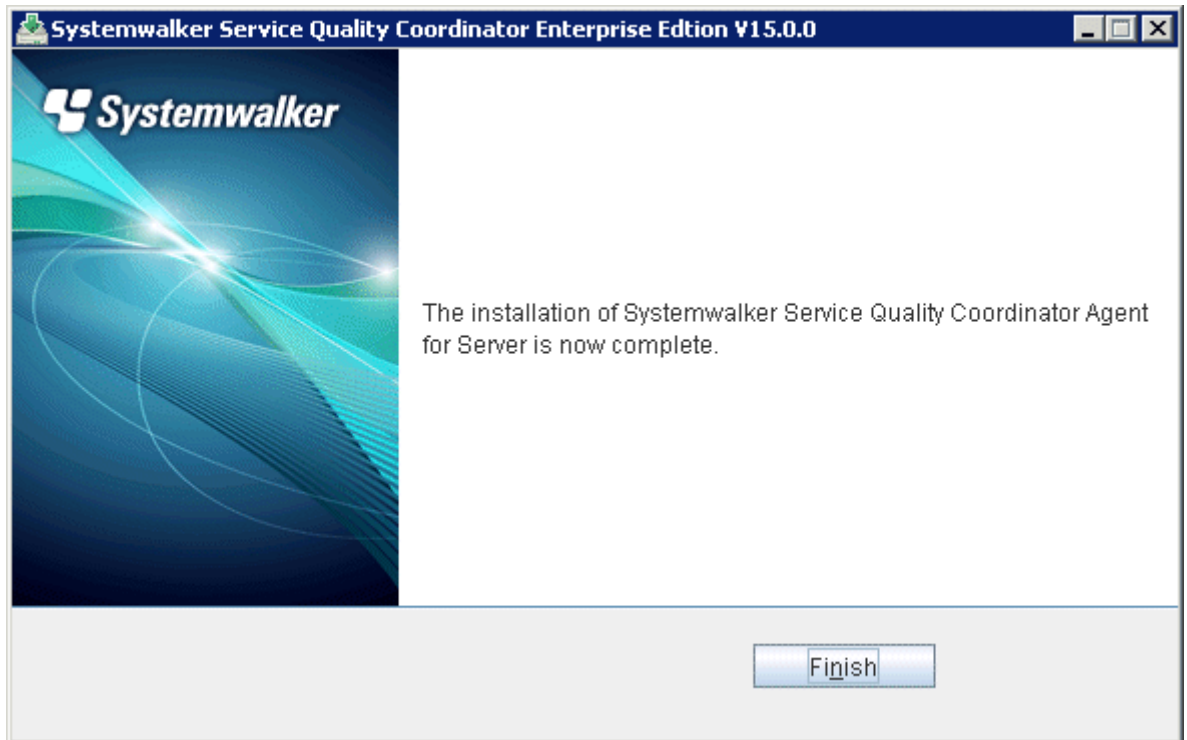 Systemwalker Service Quality Coordinator Enterprise Edtion V15.0.0
Systemwalker
The installation of Systemwalker Service Quality Coordinator Agent
for Server is now complete.
Finish